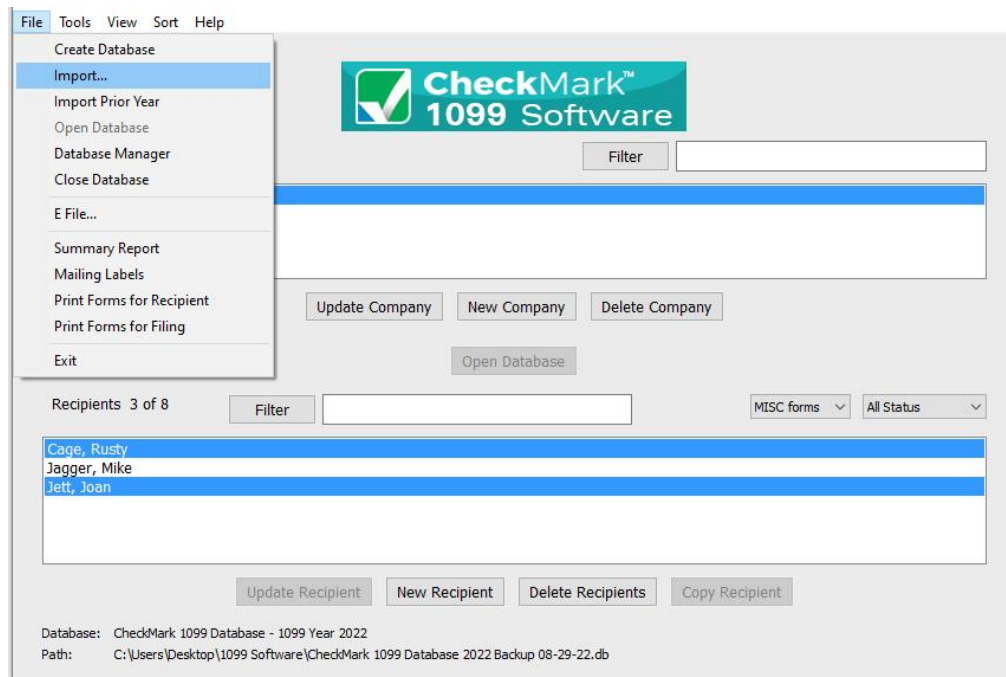 File Tools View Sort Help
Create Database
Import...
Import Prior Year
Open Database
Database Manager
Close Database
E File...
Summary Report
Mailing Labels
Print Forms for Recipient
Print Forms for Filing
Exit
CheckMark™
1099 Software
Filter
Update Company New Company Delete Company
Open Database
Recipients 3 of 8 Filter MISC forms All Status
Cage, Rusty
Jagger, Mike
Jett, Joan
Update Recipient New Recipient Delete Recipients Copy Recipient
Database: CheckMark 1099 Database - 1099 Year 2022
Path: C:\Users\Desktop\1099 Software\CheckMark 1099 Database 2022 Backup 08-29-22.db